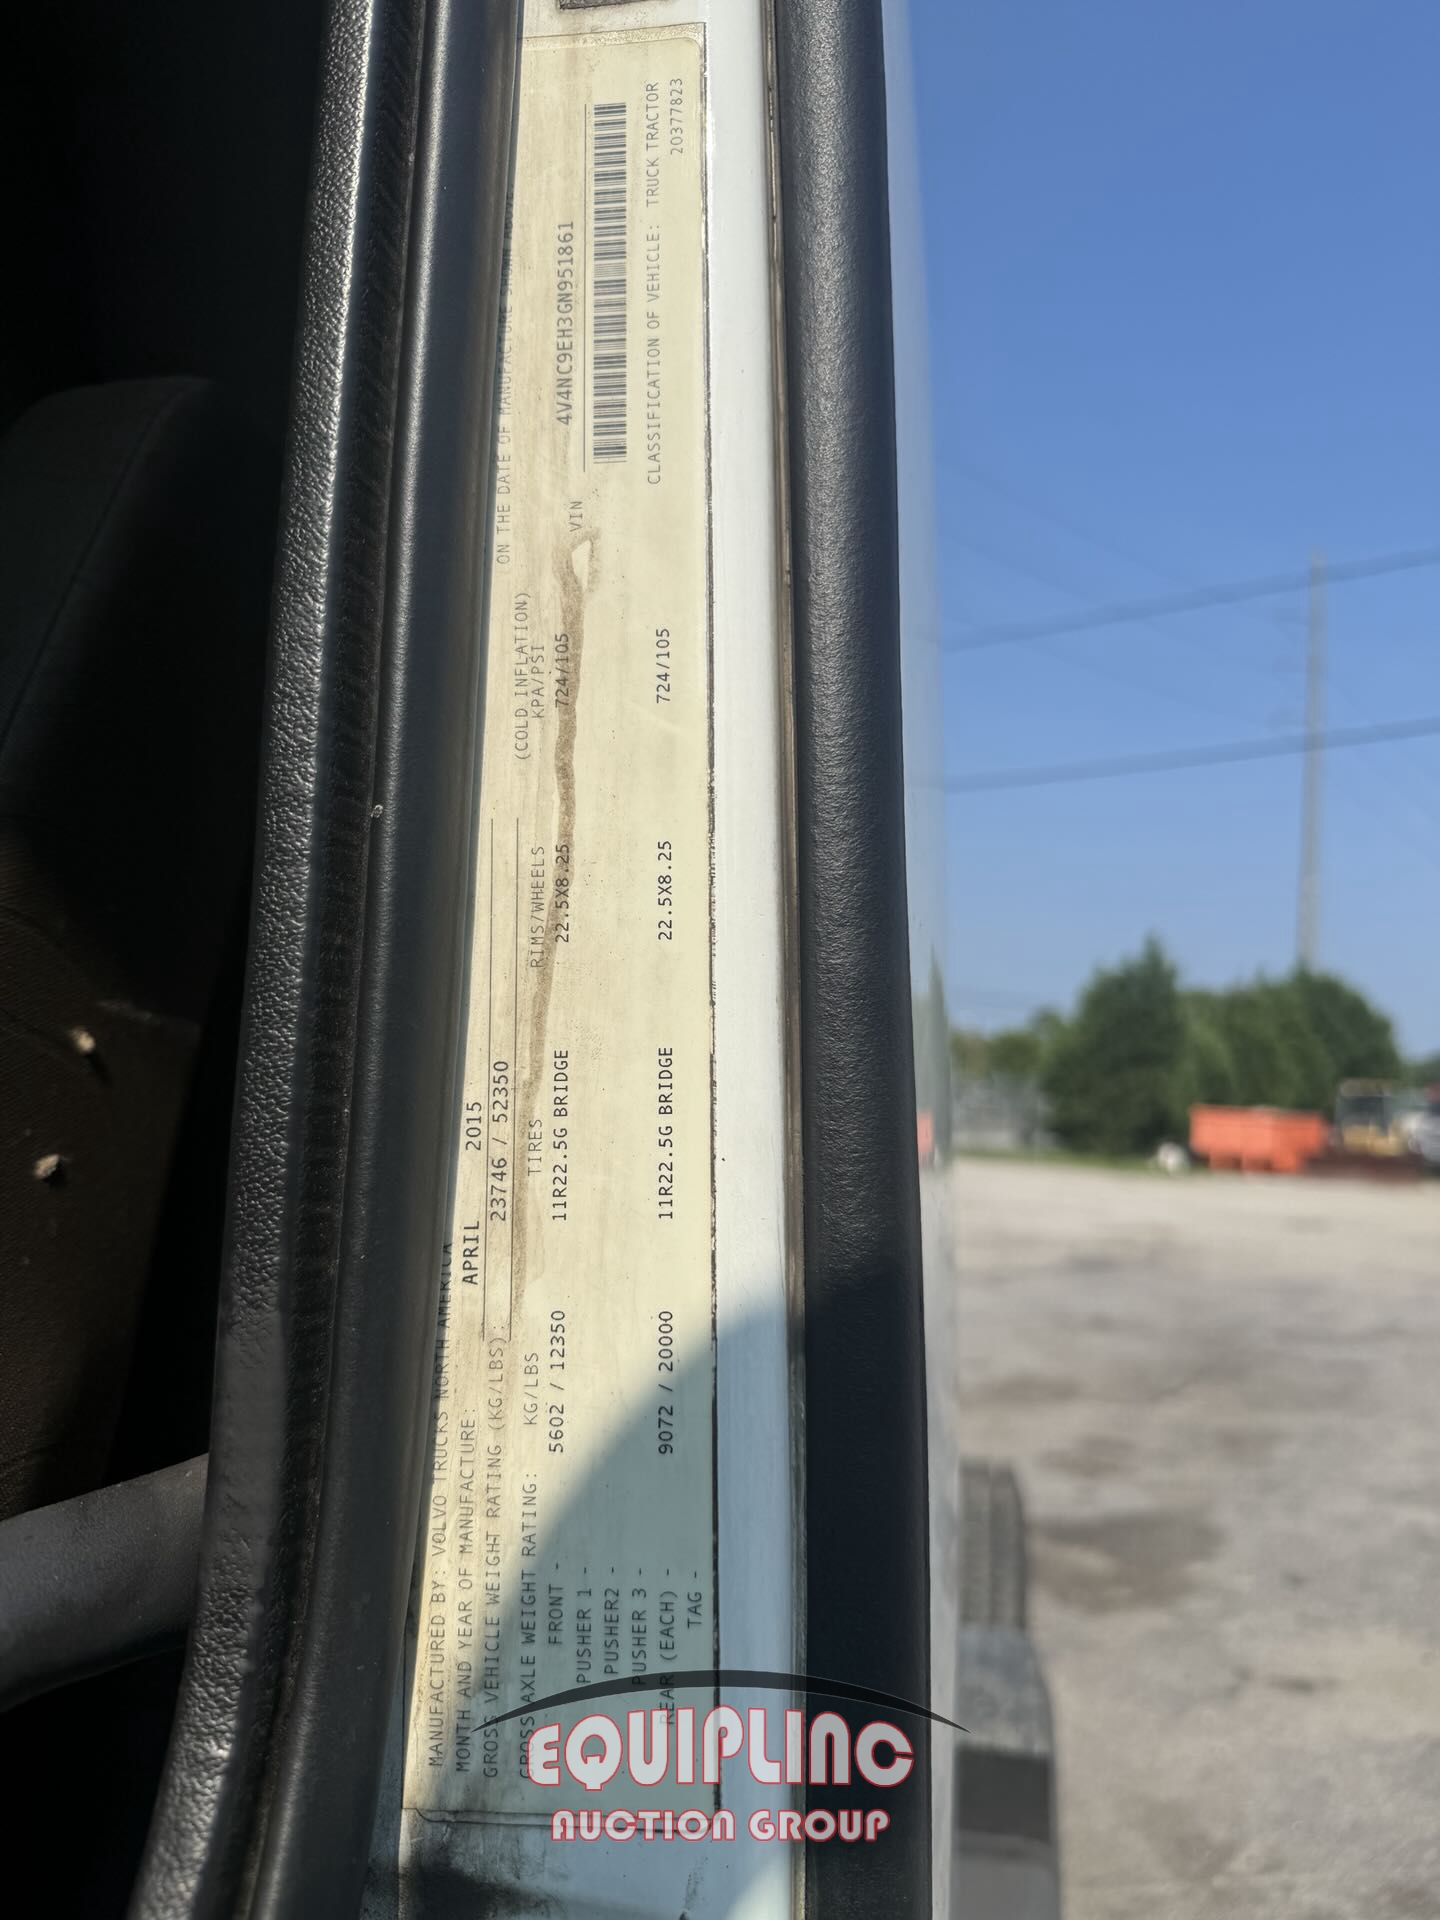 MANUFACTURED BY: VOLVO TRUCKS NORTH AMERICA
MONTH AND YEAR OF MANUFACTURE: APRIL 2015
GROSS VEHICLE WEIGHT RATING (KG/LBS): 23746 / 52350
ON THE DATE OF MANUFACTURE SHOWN ABOVE
GROSS AXLE WEIGHT RATING: KG/LBS TIRES RIMS/WHEELS (COLD INFLATION) KPA/PSI
FRONT - 5602 / 12350 11R22.5G BRIDGE 22.5X8.25 724/105
PUSHER 1 -
PUSHER2 -
PUSHER 3 -
REAR (EACH) - 9072 / 20000 11R22.5G BRIDGE 22.5X8.25 724/105
TAG -
VIN 4V4NC9EH3GN951861
CLASSIFICATION OF VEHICLE: TRUCK TRACTOR
20377823
EQUIPLINC
AUCTION GROUP